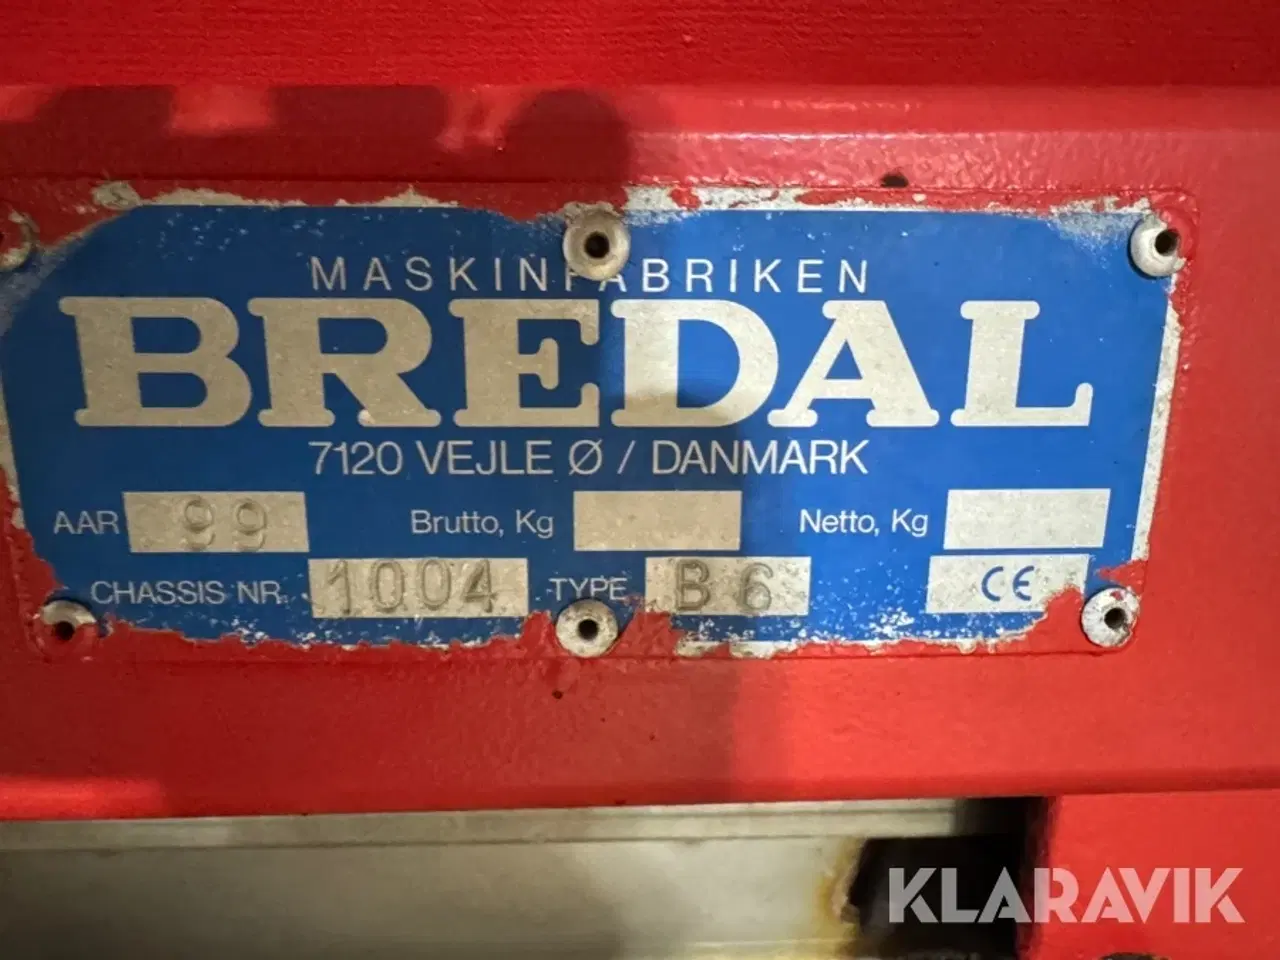 MASKINFABRIKEN
BREDAL
7120 VEJLE Ø / DANMARK
AAR 99 Brutto, Kg Netto, Kg
CHASSIS NR. 1004 TYPE B 6 CE
KLARAVIK